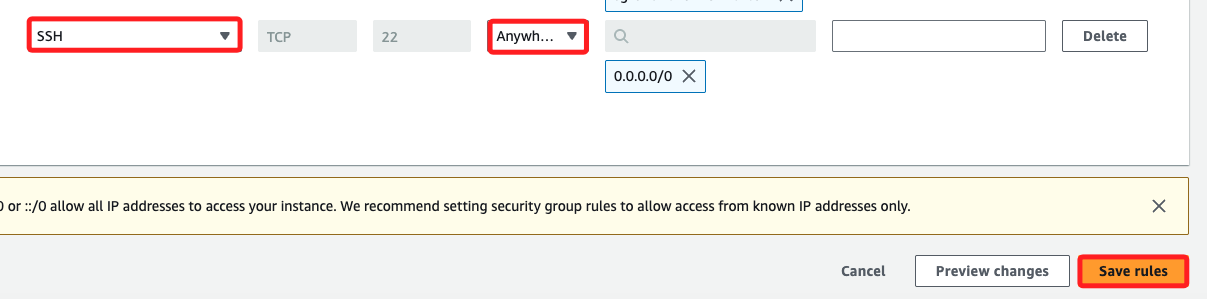 SSH
TCP
22
Anywh...
Delete
0.0.0.0/0
or ::/0 allow all IP addresses to access your instance. We recommend setting security group rules to allow access from known IP addresses only.
Cancel
Preview changes
Save rules